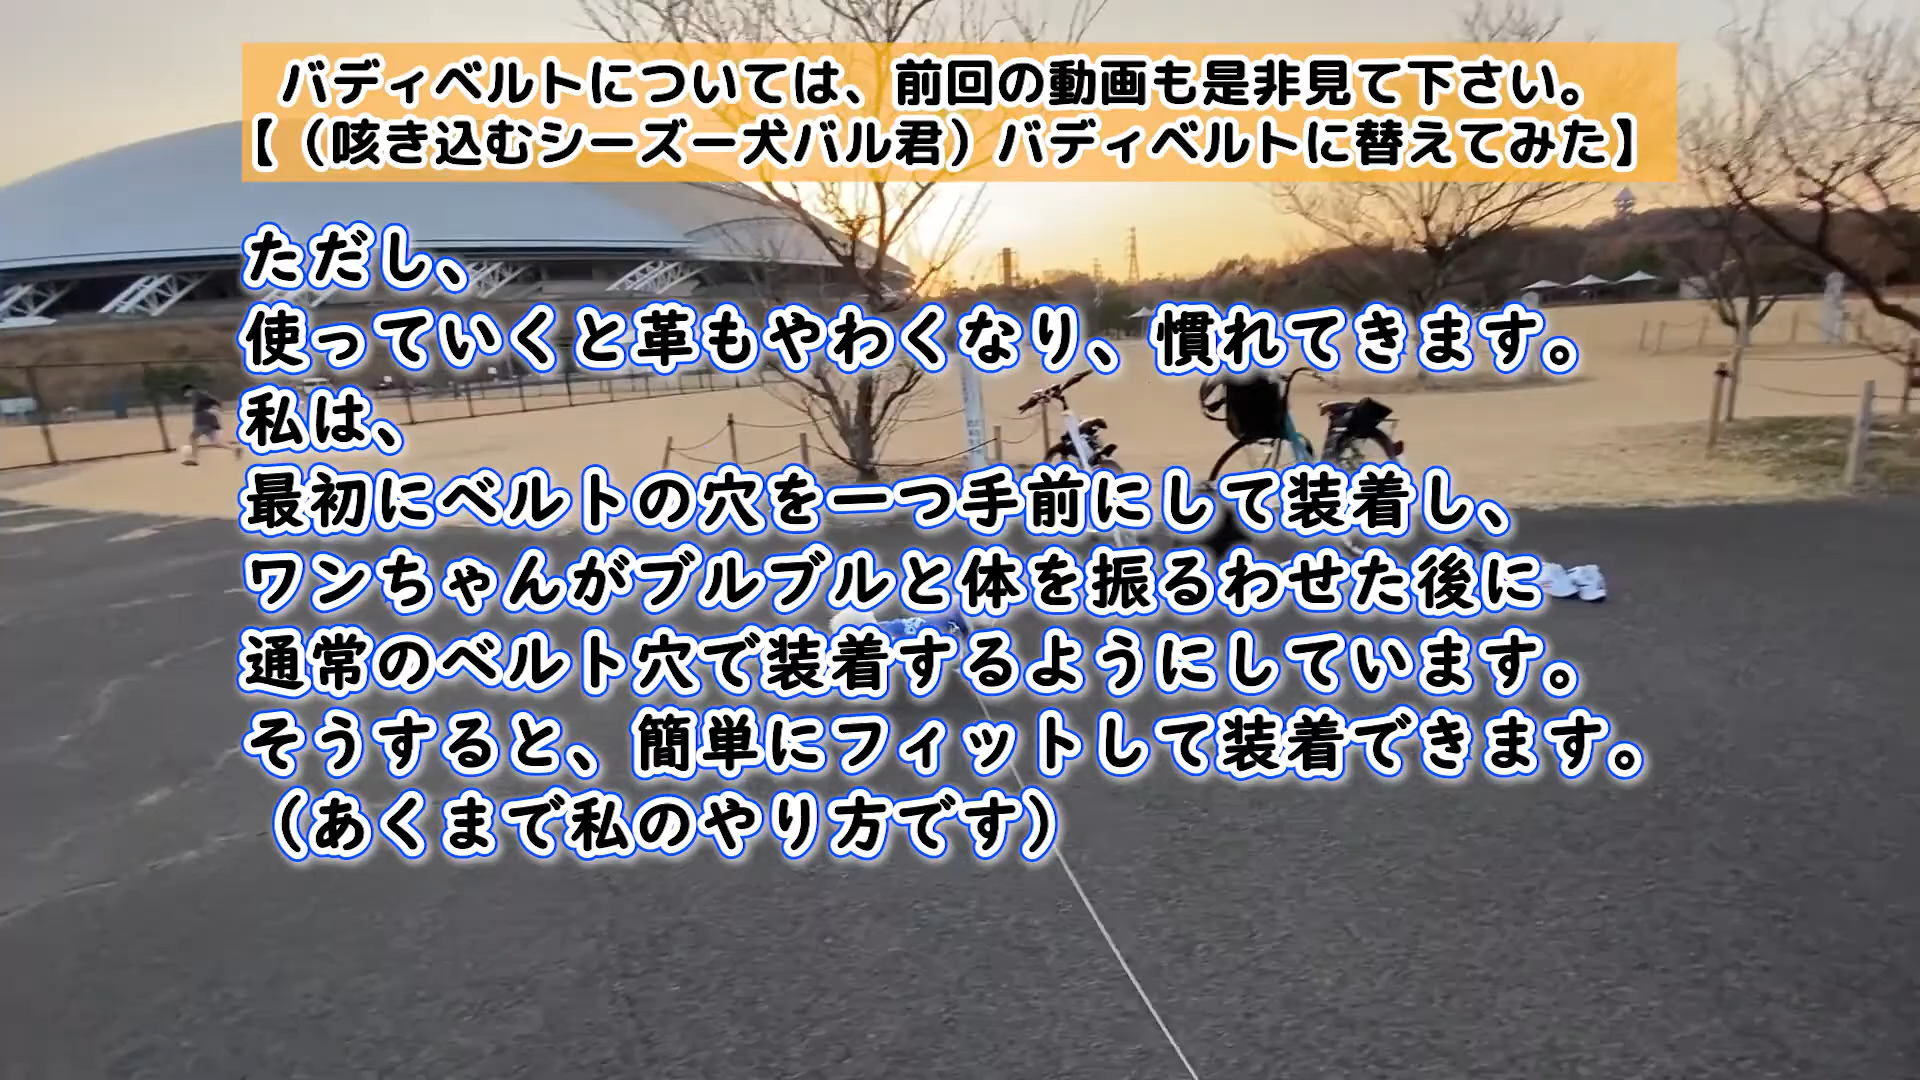 バディベルトについては、前回の動画も是非見て下さい。
【（咳き込むシーズー犬バル君）バディベルトに替えてみた】
ただし、
使っていくと革もやわくなり、慣れてきます。
私は、
最初にベルトの穴を一つ手前にして装着し、
ワンちゃんがブルブルと体を振るわせた後に
通常のベルト穴で装着するようにしています。
そうすると、簡単にフィットして装着できます。
（あくまで私のやり方です）